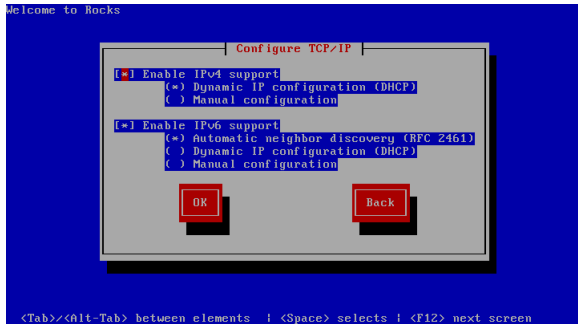 Welcome to Rocks
Configure TCP/IP
[*] Enable IPv4 support
(*) Dynamic IP configuration (DHCP)
( ) Manual configuration
[*] Enable IPv6 support
(*) Automatic neighbor discovery (RFC 2461)
( ) Dynamic IP configuration (DHCP)
( ) Manual configuration
OK Back
<Tab>/<Alt-Tab> between elements | <Space> selects | <F12> next screen